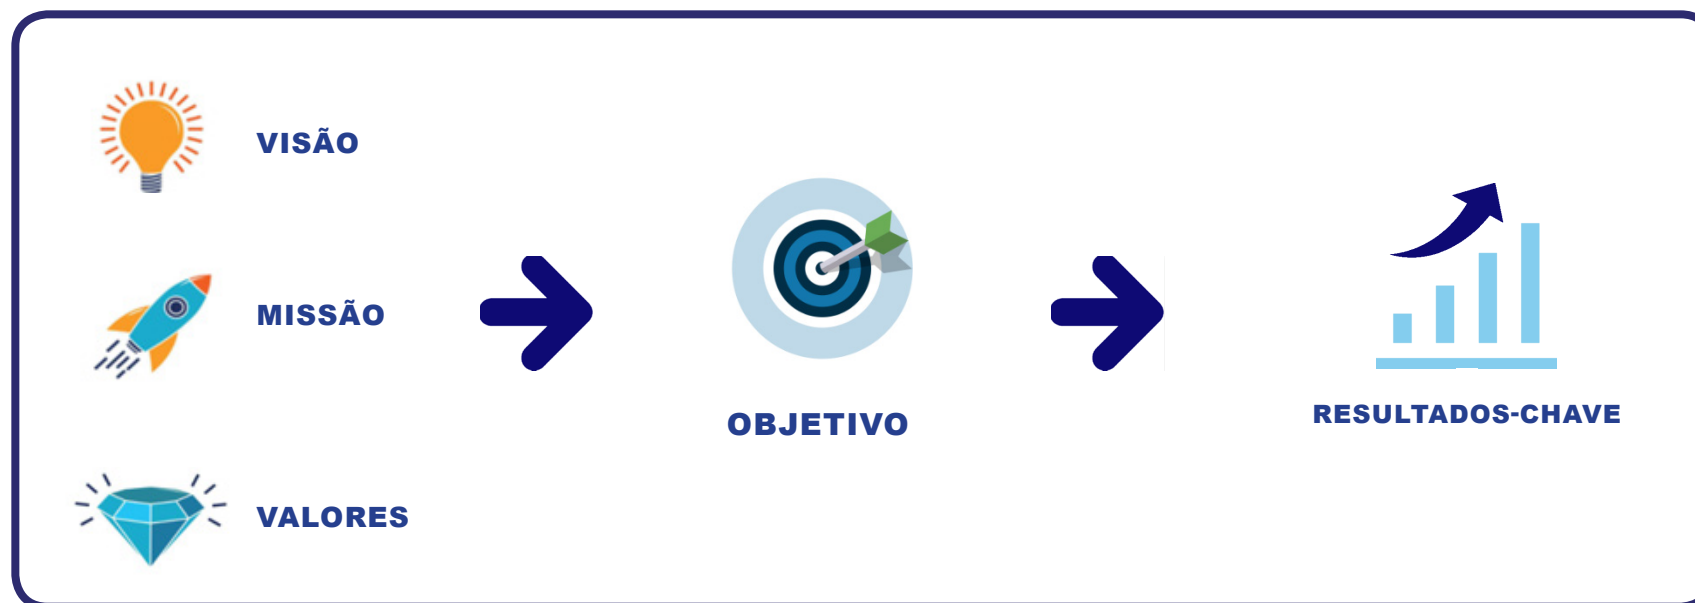 VISÃO
MISSÃO
VALORES
OBJETIVO
RESULTADOS-CHAVE